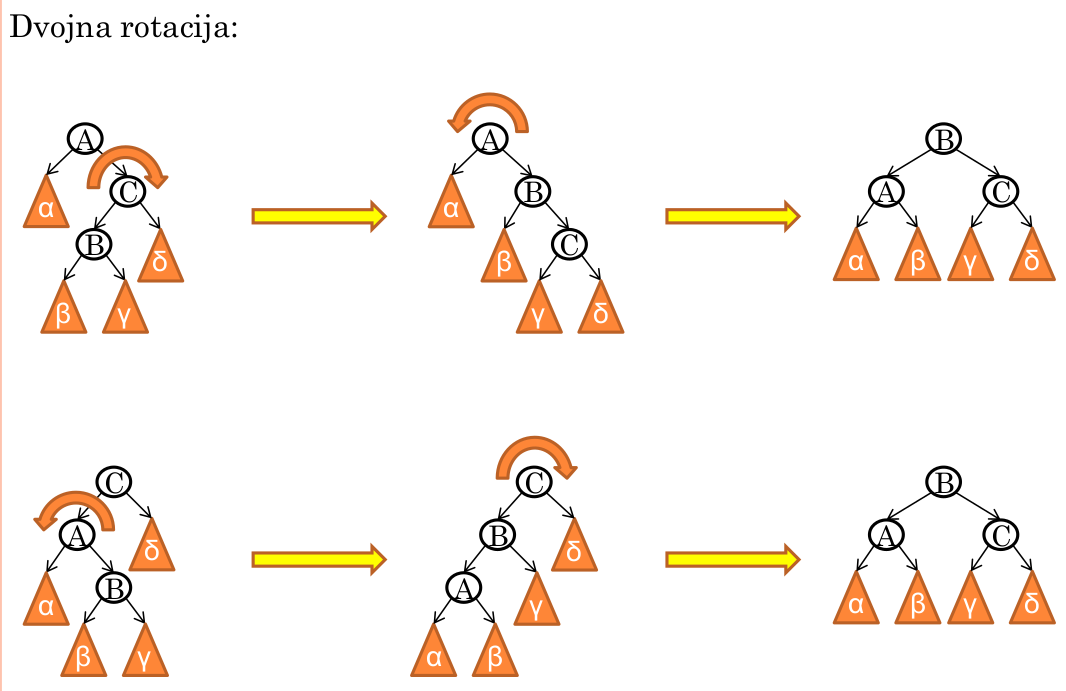 Dvojna rotacija:
A A B
C B A C
α α
B C
δ β α β γ δ
β γ γ δ
C C B
A B A C
δ δ
B A
α γ α β γ δ
β γ α β